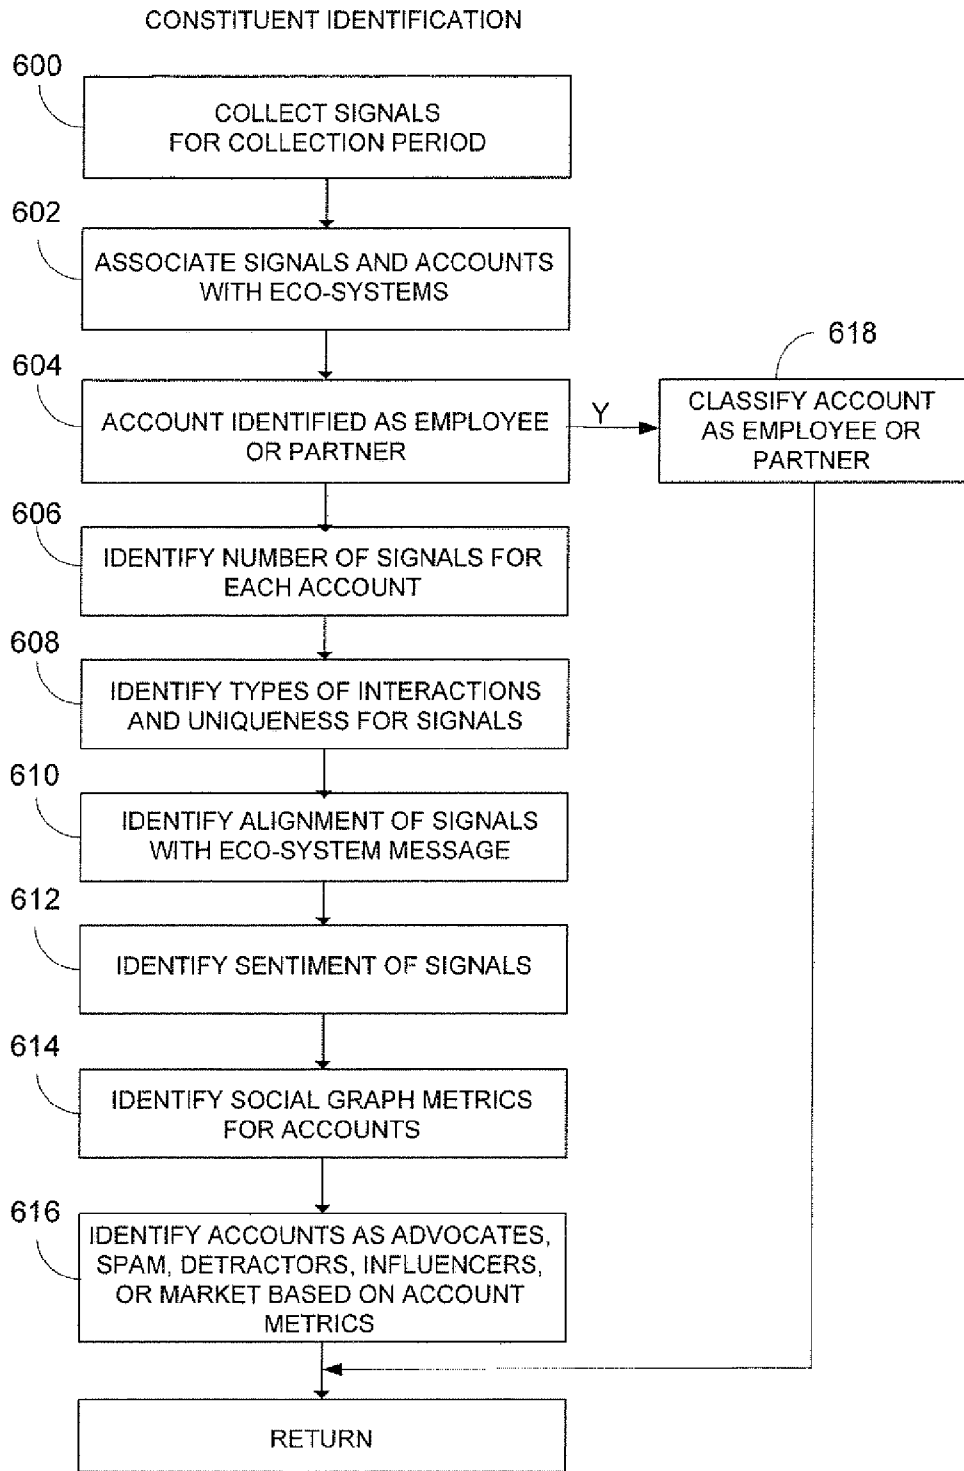 CONSTITUENT IDENTIFICATION
600
COLLECT SIGNALS
FOR COLLECTION PERIOD
602
ASSOCIATE SIGNALS AND ACCOUNTS
WITH ECO-SYSTEMS
604
ACCOUNT IDENTIFIED AS EMPLOYEE
OR PARTNER
Y
618
CLASSIFY ACCOUNT
AS EMPLOYEE OR
PARTNER
606
IDENTIFY NUMBER OF SIGNALS FOR
EACH ACCOUNT
608
IDENTIFY TYPES OF INTERACTIONS
AND UNIQUENESS FOR SIGNALS
610
IDENTIFY ALIGNMENT OF SIGNALS
WITH ECO-SYSTEM MESSAGE
612
IDENTIFY SENTIMENT OF SIGNALS
614
IDENTIFY SOCIAL GRAPH METRICS
FOR ACCOUNTS
616
IDENTIFY ACCOUNTS AS ADVOCATES,
SPAM, DETRACTORS, INFLUENCERS,
OR MARKET BASED ON ACCOUNT
METRICS
RETURN